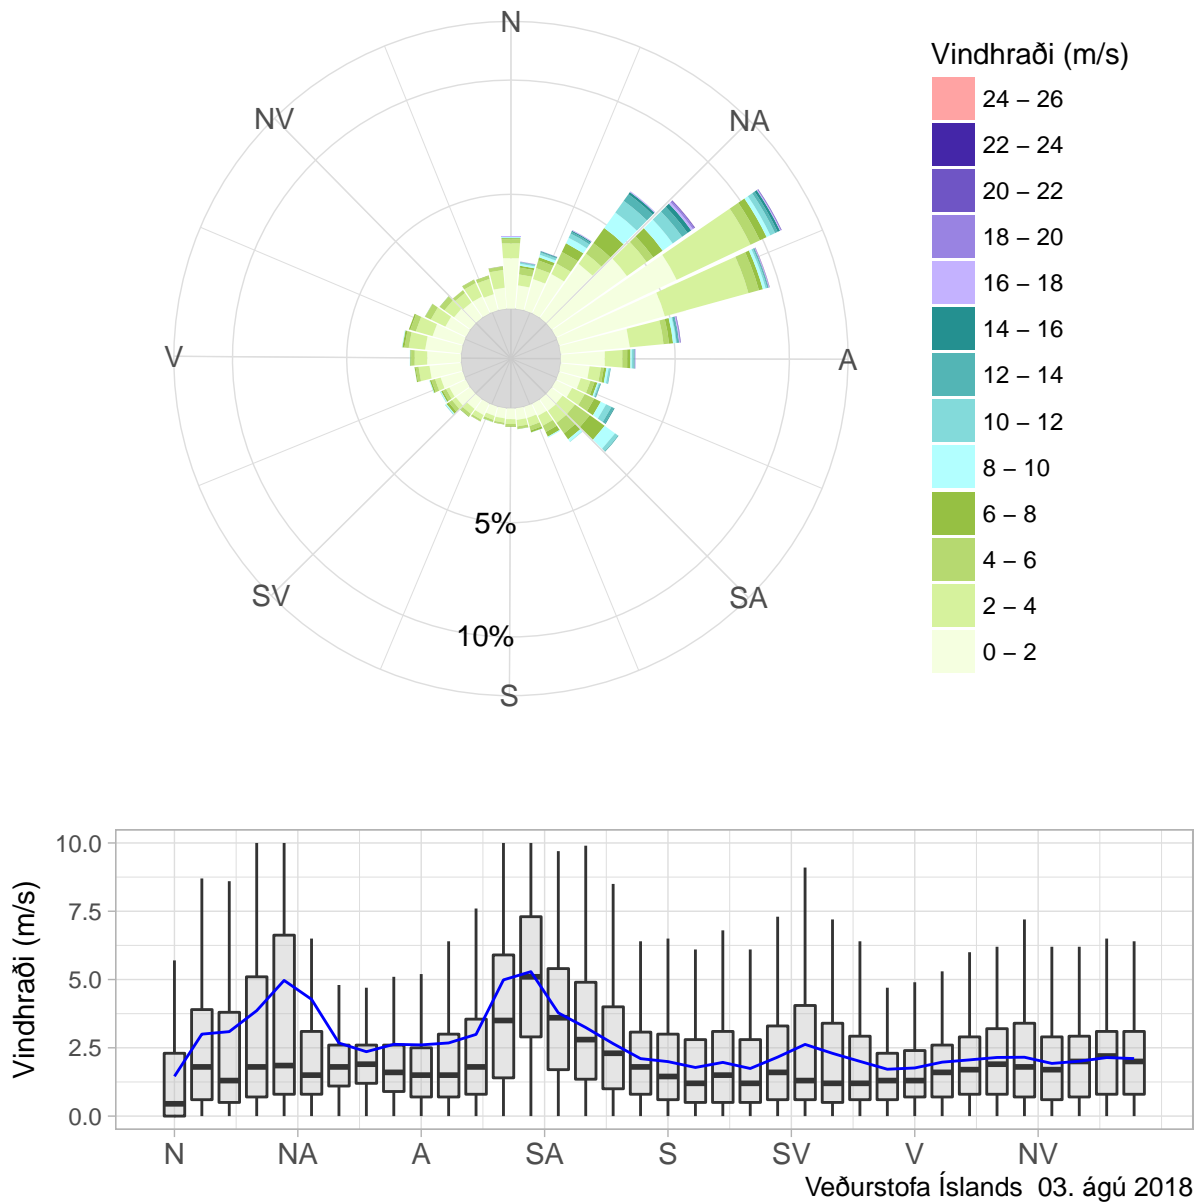 N
NA
A
SA
S
SV
V
NV
5%
10%
Vindhraði (m/s)
24 – 26
22 – 24
20 – 22
18 – 20
16 – 18
14 – 16
12 – 14
10 – 12
8 – 10
6 – 8
4 – 6
2 – 4
0 – 2
Vindhraði (m/s)
10.0
7.5
5.0
2.5
0.0
N NA A SA S SV V NV
Veðurstofa Íslands 03. ágú 2018